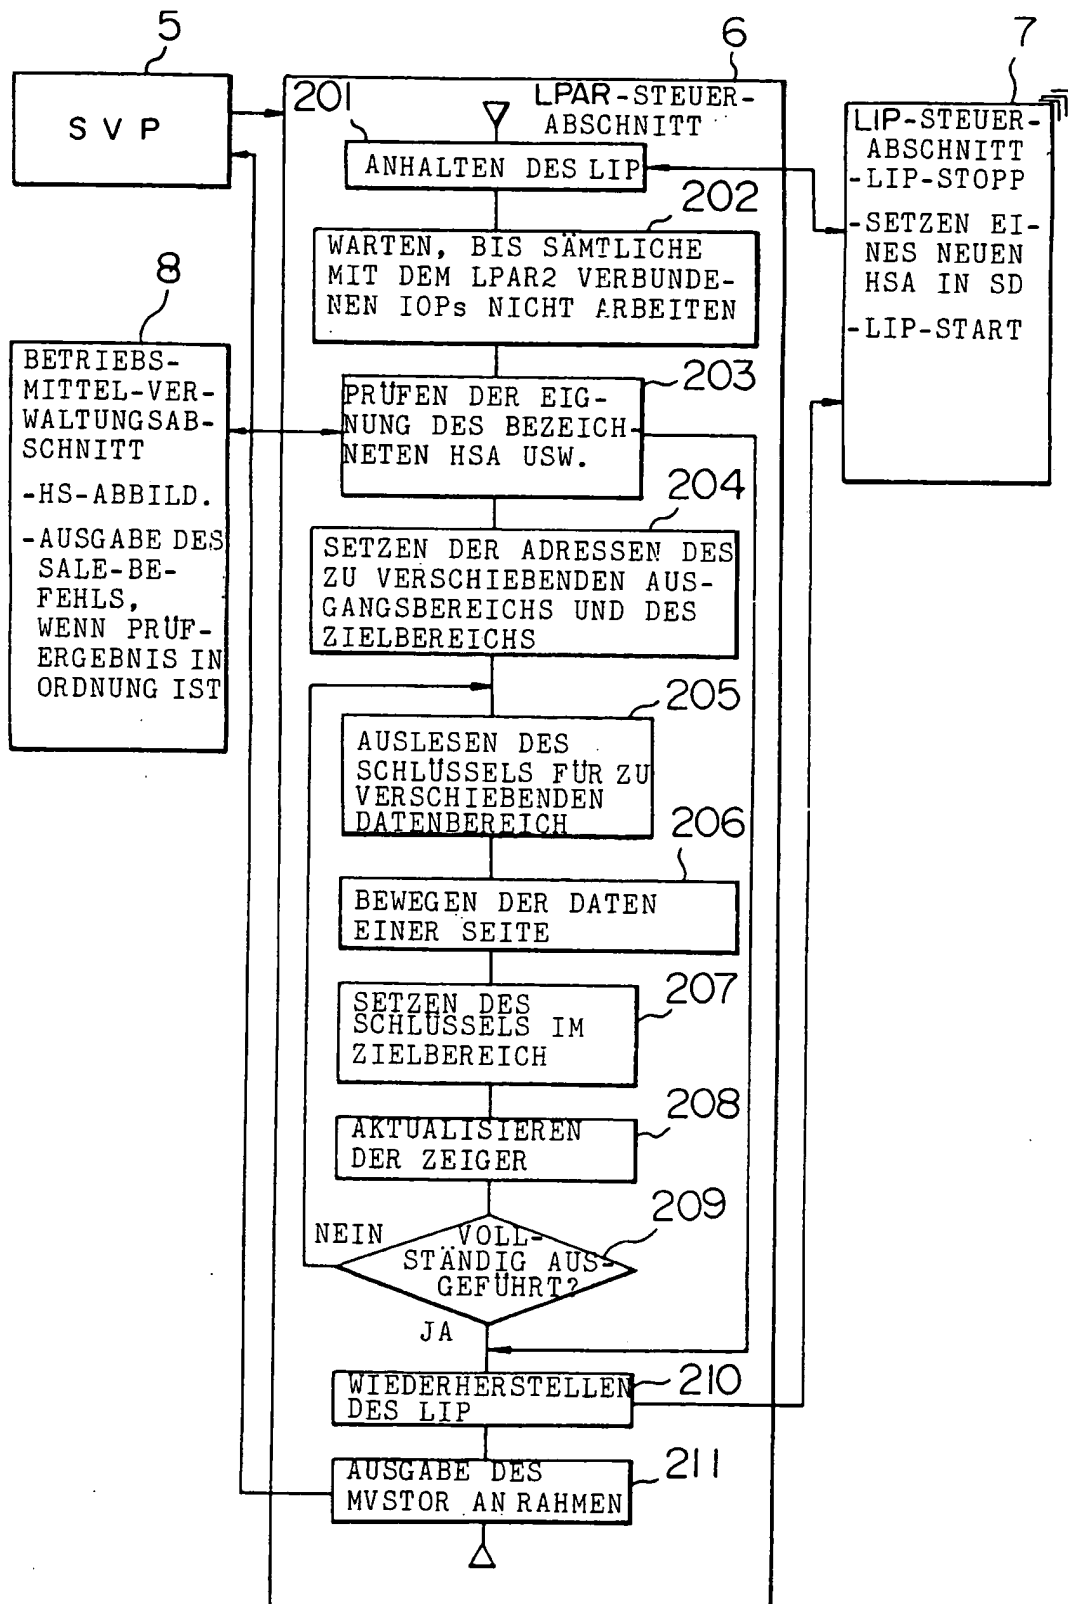 5
SVP
6
LPAR-STEUER-
ABSCHNITT
201
ANHALTEN DES LIP
7
LIP-STEUER-
ABSCHNITT
-LIP-STOPP
-SETZEN EI-
NES NEUEN
HSA IN SD
-LIP-START
202
WARTEN, BIS SÄMTLICHE
MIT DEM LPAR2 VERBUNDE-
NEN IOPs NICHT ARBEITEN
8
BETRIEBS-
MITTEL-VER-
WALTUNGSAB-
SCHNITT
-HS-ABBILD.
-AUSGABE DES
SALE-BE-
FEHLS,
WENN PRÜF-
ERGEBNIS IN
ORDNUNG IST
203
PRÜFEN DER EIG-
NUNG DES BEZEICH-
NETEN HSA USW.
204
SETZEN DER ADRESSEN DES
ZU VERSCHIEBENDEN AUS-
GANGSBEREICHS UND DES
ZIELBEREICHS
205
AUSLESEN DES
SCHLÜSSELS FÜR ZU
VERSCHIEBENDEN
DATENBEREICH
206
BEWEGEN DER DATEN
EINER SEITE
207
SETZEN DES
SCHLÜSSELS IM
ZIELBEREICH
208
AKTUALISIEREN
DER ZEIGER
209
NEIN
VOLL-
STÄNDIG AUS-
GEFÜHRT?
JA
210
WIEDERHERSTELLEN
DES LIP
211
AUSGABE DES
MVSTOR AN RAHMEN